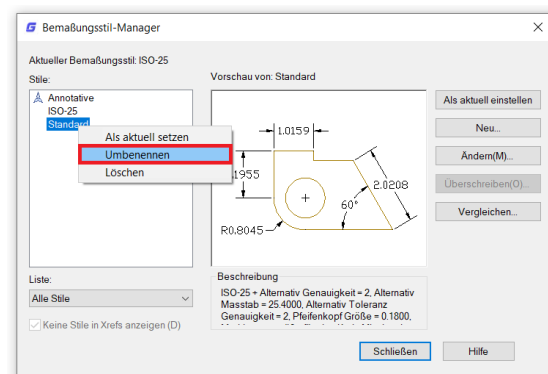 Bemaßungsstil-Manager
Aktueller Bemaßungsstil: ISO-25
Stile:
Annotative
ISO-25
Standard
Als aktuell setzen
Umbenennen
Löschen
Vorschau von: Standard
1.0159
.1955
2.0208
60°
R0.8045
Als aktuell einstellen
Neu...
Ändern(M)...
Überschreiben(O)...
Vergleichen...
Liste:
Alle Stile
Keine Stile in Xrefs anzeigen (D)
Beschreibung
ISO-25 + Alternativ Genauigkeit = 2, Alternativ
Masstab = 25.4000, Alternativ Toleranz
Genauigkeit = 2, Pfeifenkopf Größe = 0.1800,
Schließen
Hilfe